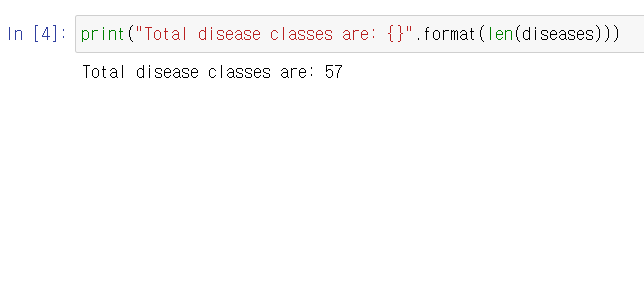 In [4]: print("Total disease classes are: {}".format(len(diseases)))
Total disease classes are: 57